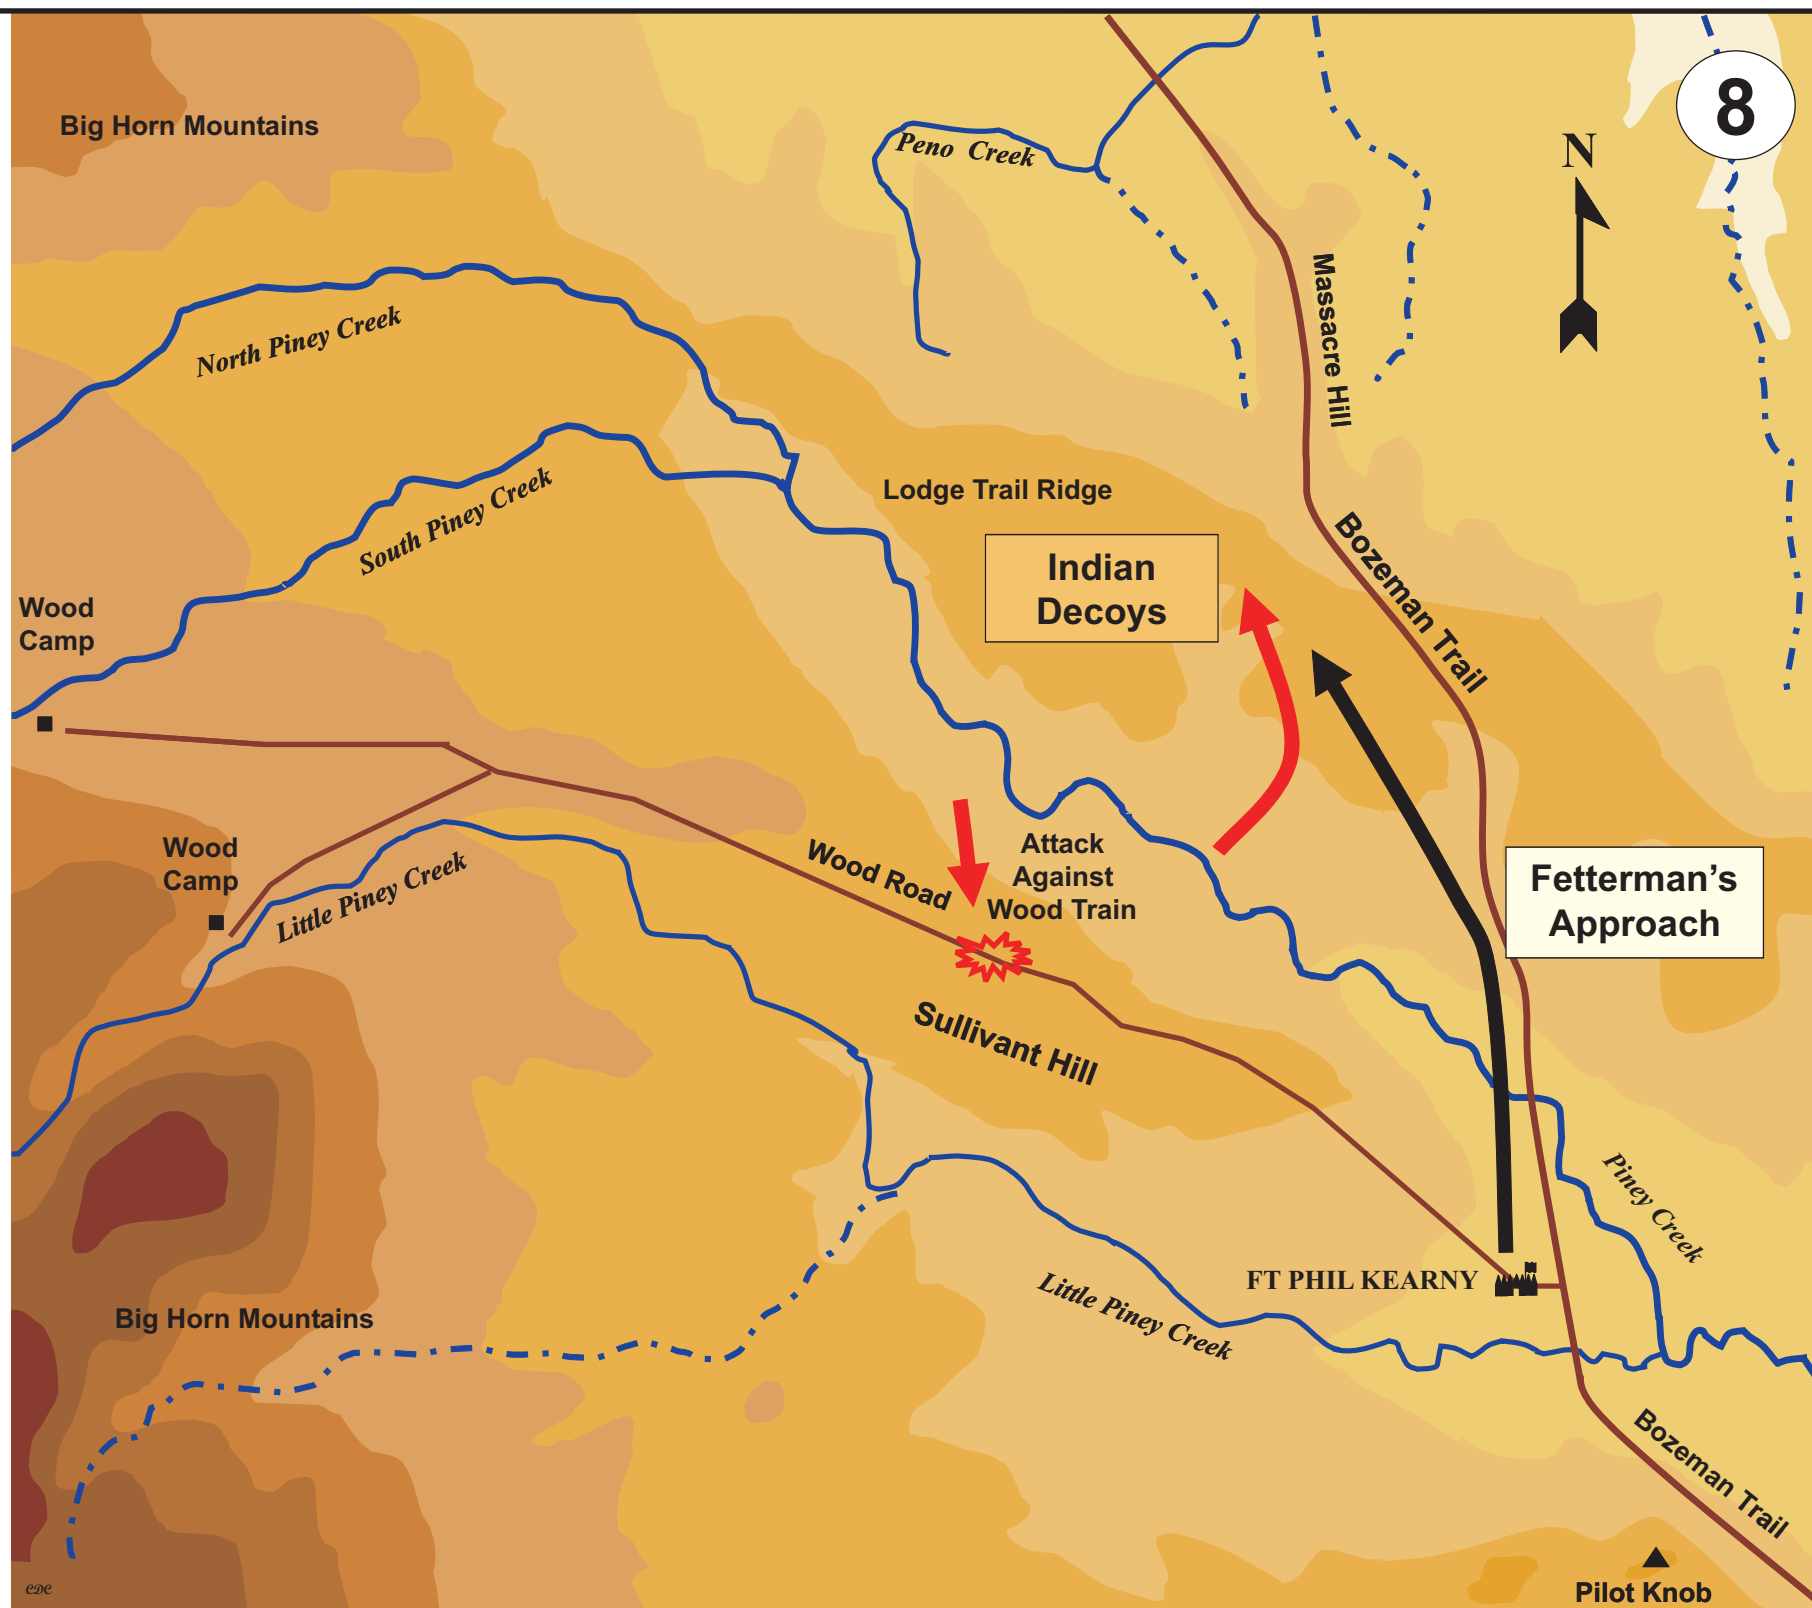 8
Big Horn Mountains
Peno Creek
N
Massacre Hill
North Piney Creek
South Piney Creek
Lodge Trail Ridge
Bozeman Trail
Indian
Decoys
Wood
Camp
Wood
Camp
Little Piney Creek
Wood Road
Attack
Against
Wood Train
Fetterman’s
Approach
Sullivant Hill
Piney Creek
FT PHIL KEARNY
Little Piney Creek
Big Horn Mountains
Bozeman Trail
Pilot Knob
CDC